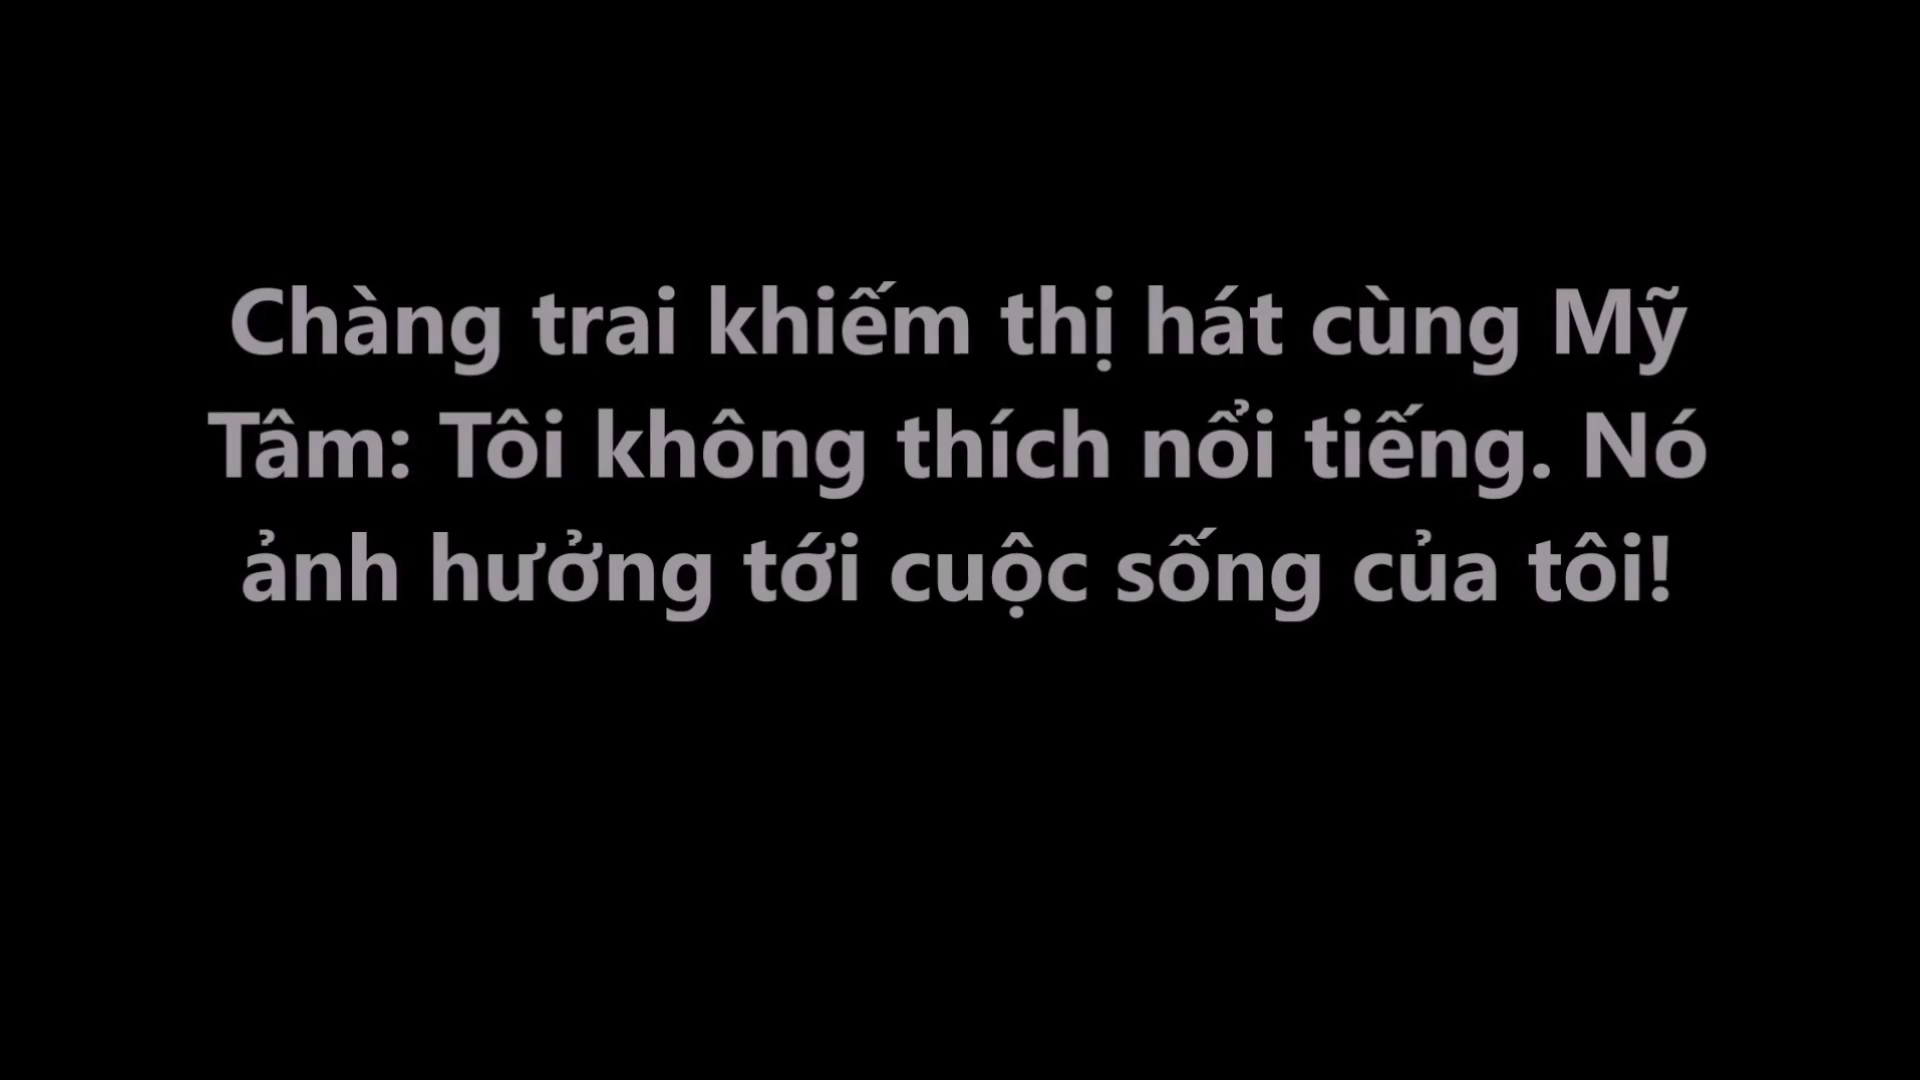 Chàng trai khiếm thị hát cùng Mỹ
Tâm: Tôi không thích nổi tiếng. Nó
ảnh hưởng tới cuộc sống của tôi!